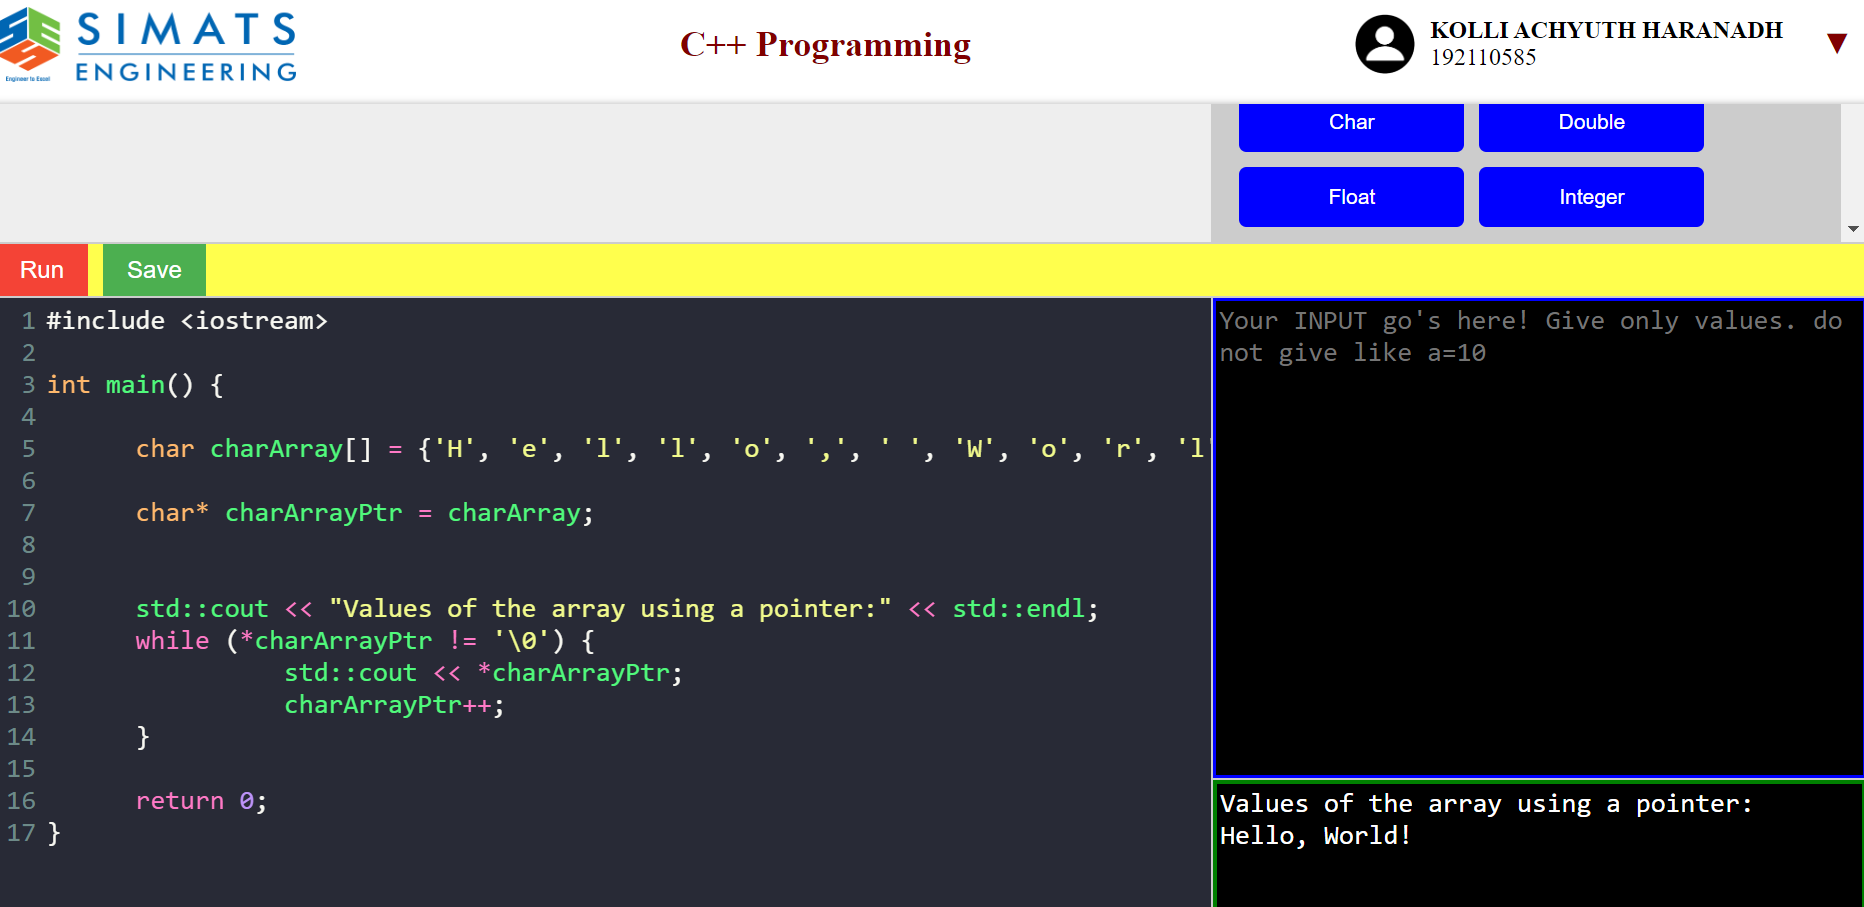 SIMATS
ENGINEERING
Engineer to Excel
C++ Programming
KOLLI ACHYUTH HARANADH
192110585
Char
Double
Float
Integer
Run
Save
1 #include <iostream>
2
3 int main() {
4
5 char charArray[] = {'H', 'e', 'l', 'l', 'o', ',', ' ', 'W', 'o', 'r', 'l'
6
7 char* charArrayPtr = charArray;
8
9
10 std::cout << "Values of the array using a pointer:" << std::endl;
11 while (*charArrayPtr != '\0') {
12 std::cout << *charArrayPtr;
13 charArrayPtr++;
14 }
15
16 return 0;
17 }
Your INPUT go's here! Give only values. do
not give like a=10
Values of the array using a pointer:
Hello, World!